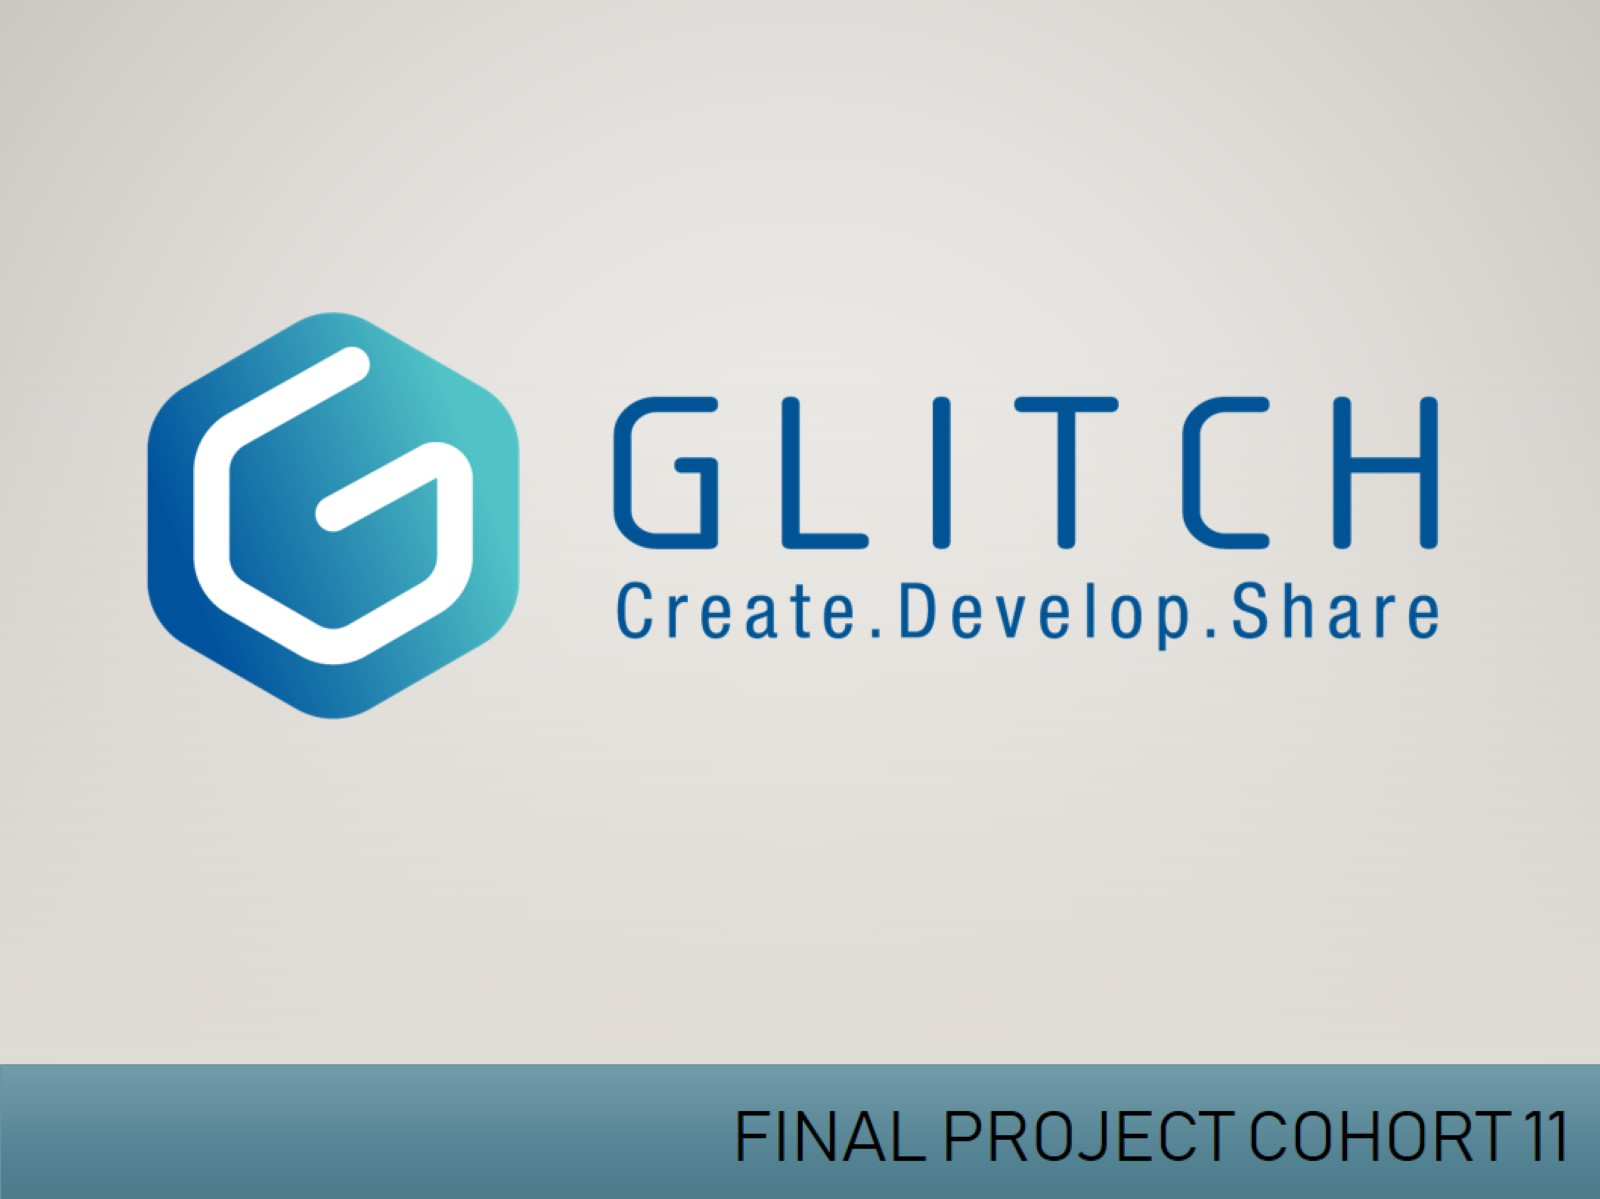 GLITCH
Create.Develop.Share
FINAL PROJECT COHORT 11